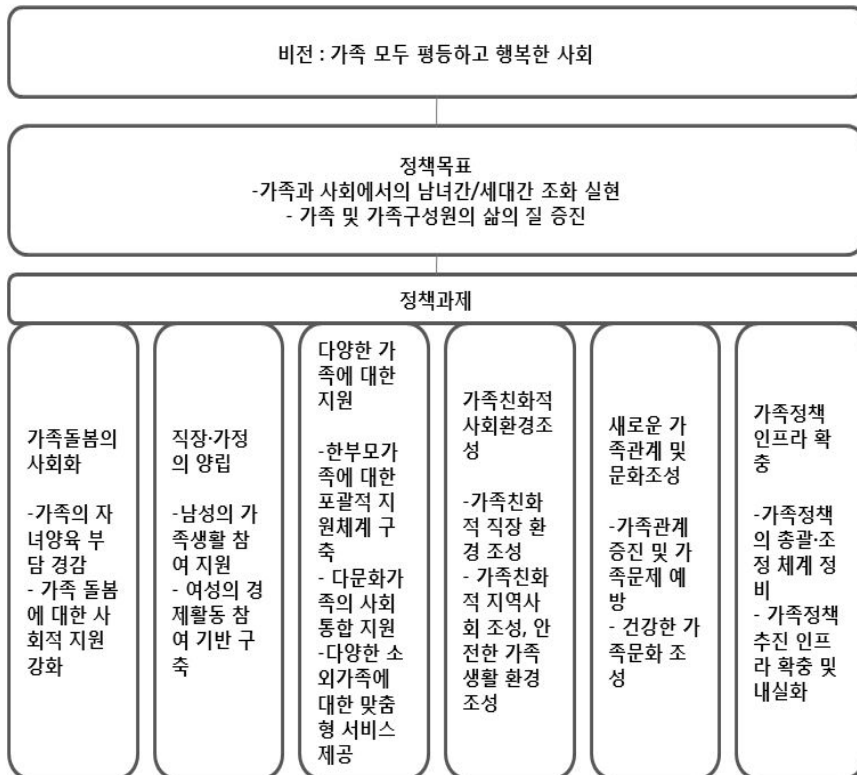 비전 : 가족 모두 평등하고 행복한 사회
정책목표
-가족과 사회에서의 남녀간/세대간 조화 실현
- 가족 및 가족구성원의 삶의 질 증진
정책과제
가족돌봄의
사회화
-가족의 자
녀양육 부
담 경감
- 가족 돌봄
에 대한 사
회적 지원
강화
직장·가정
의 양립
-남성의 가
족생활 참
여 지원
- 여성의 경
제활동 참
여 기반 구
축
다양한 가
족에 대한
지원
-한부모가
족에 대한
포괄적 지
원체계 구
축
- 다문화가
족의 사회
통합 지원
-다양한 소
외가족에
대한 맞춤
형 서비스
제공
가족친화적
사회환경조
성
-가족친화
적 직장 환
경 조성
- 가족친화
적 지역사
회 조성, 안
전한 가족
생활 환경
조성
새로운 가
족관계 및
문화조성
-가족관계
증진 및 가
족문제 예
방
- 건강한 가
족문화 조
성
가족정책
인프라 확
충
-가족정책
의 총괄·조
정 체계 정
비
- 가족정책
추진 인프
라 확충 및
내실화